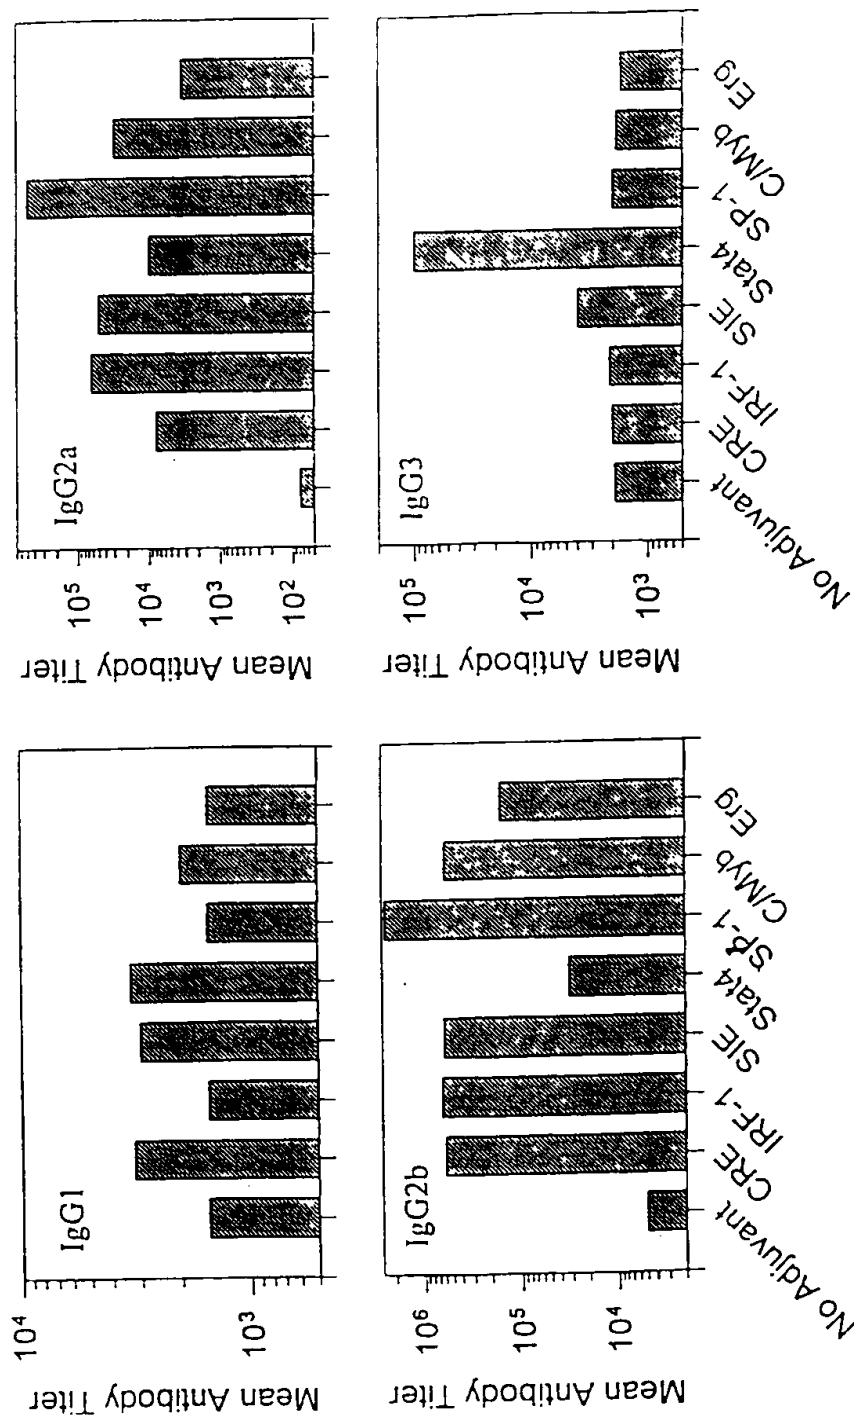 IgG1
Mean Antibody Titer
10⁴
10³
IgG2a
Mean Antibody Titer
10⁵
10⁴
10³
10²
IgG2b
Mean Antibody Titer
10⁶
10⁵
10⁴
No Adjuvant
CRE
IRF-1
SIE
Stat4
SP-1
C/Myb
Erg
IgG3
Mean Antibody Titer
10⁵
10⁴
10³
No Adjuvant
CRE
IRF-1
SIE
Stat4
SP-1
C/Myb
Erg